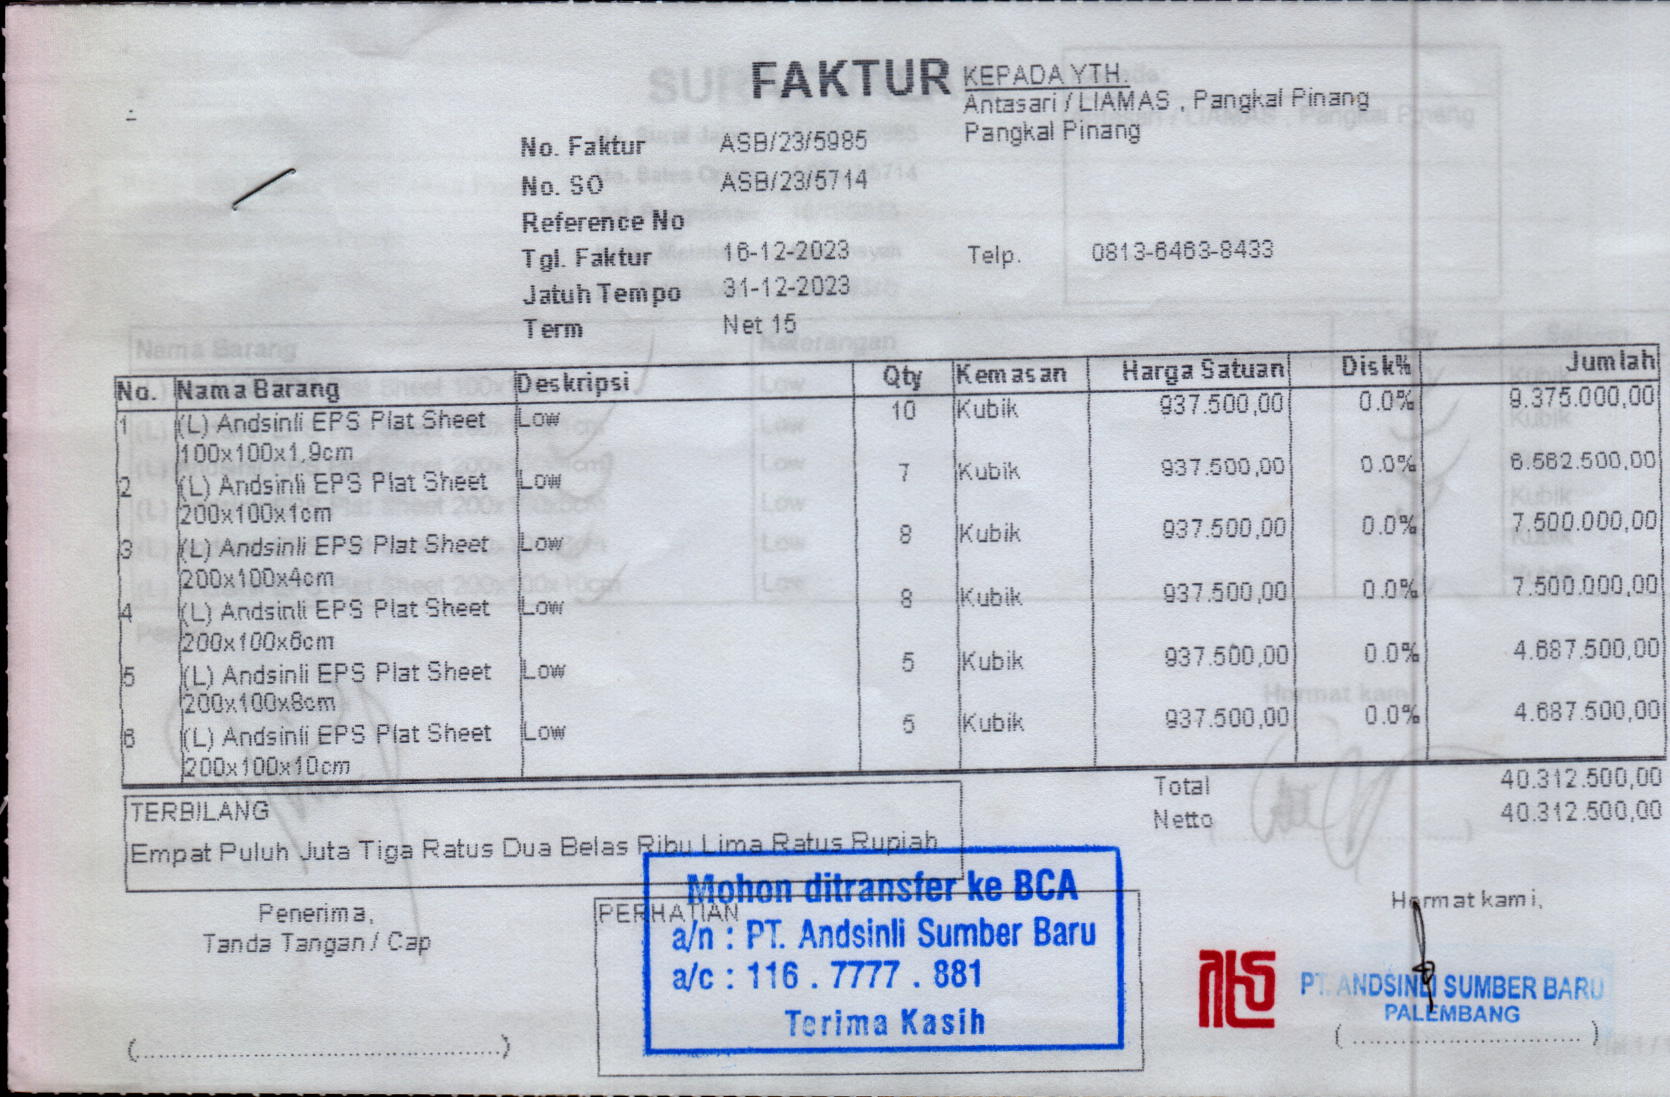 FAKTUR
KEPADA YTH.
Antasari / LIAMAS , Pangkal Pinang
Pangkal Pinang
No. Faktur ASB/23/5985
No. SO ASB/23/5714
Reference No
Tgl. Faktur 16-12-2023
Telp. 0813-6463-8433
Jatuh Tempo 31-12-2023
Term Net 15
No. Nama Barang Deskripsi Qty Kemasan Harga Satuan Disk% Jumlah
1 (L) Andsinli EPS Plat Sheet Low 10 Kubik 937.500,00 0.0% 9.375.000,00
100x100x1,9cm
2 (L) Andsinli EPS Plat Sheet Low 7 Kubik 937.500,00 0.0% 6.562.500,00
200x100x1cm
3 (L) Andsinli EPS Plat Sheet Low 8 Kubik 937.500,00 0.0% 7.500.000,00
200x100x4cm
4 (L) Andsinli EPS Plat Sheet Low 8 Kubik 937.500,00 0.0% 7.500.000,00
200x100x6cm
5 (L) Andsinli EPS Plat Sheet Low 5 Kubik 937.500,00 0.0% 4.687.500,00
200x100x8cm
6 (L) Andsinli EPS Plat Sheet Low 5 Kubik 937.500,00 0.0% 4.687.500,00
200x100x10cm
Total 40.312.500,00
Netto 40.312.500,00
TERBILANG
Empat Puluh Juta Tiga Ratus Dua Belas Ribu Lima Ratus Rupiah
Penerima,
Tanda Tangan / Cap
PERHATIAN
Mohon ditransfer ke BCA
a/n : PT. Andsinli Sumber Baru
a/c : 116 . 7777 . 881
Terima Kasih
Hormat kami,
PT. ANDSINLI SUMBER BARU
PALEMBANG